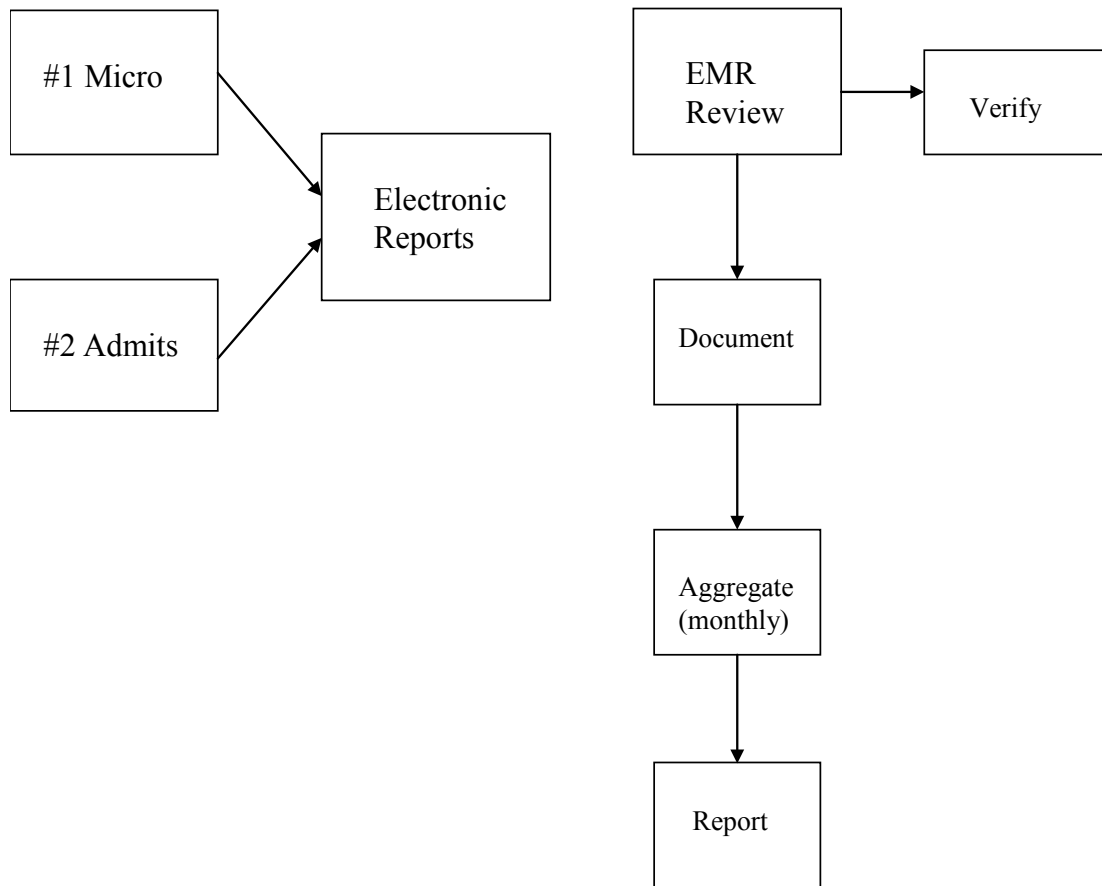 #1 Micro
#2 Admits
Electronic
Reports
EMR
Review
Verify
Document
Aggregate
(monthly)
Report